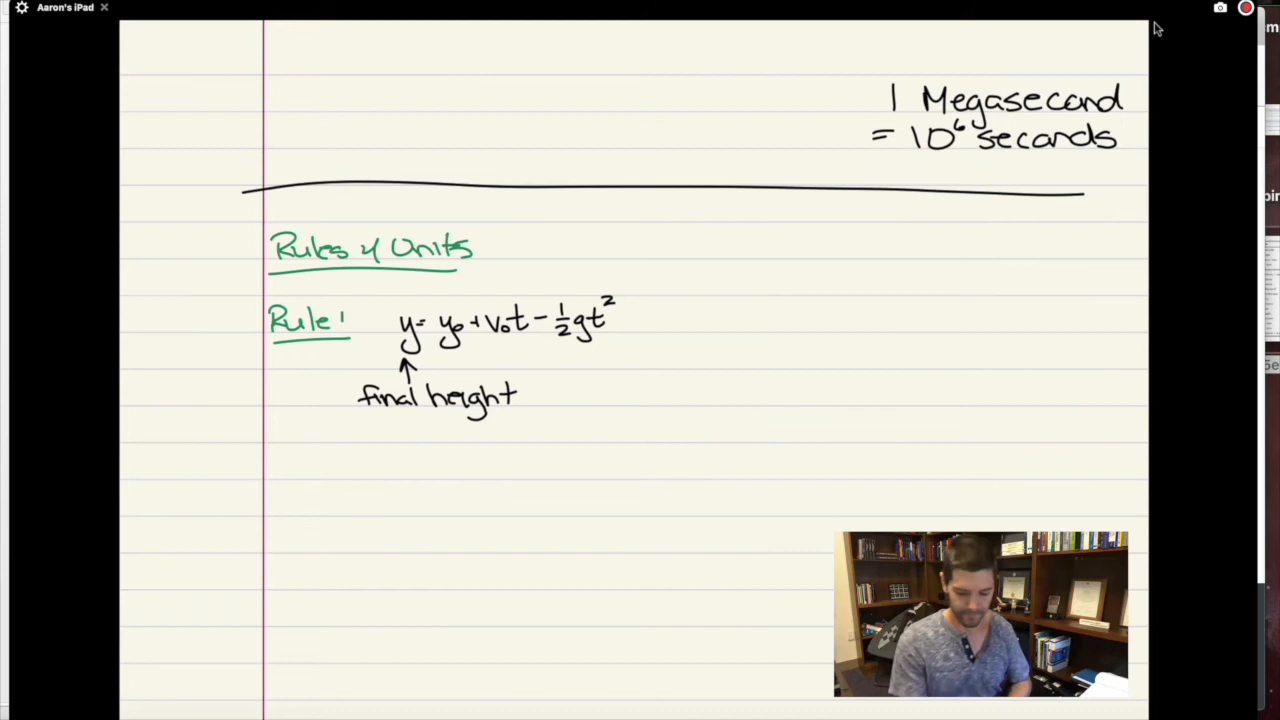 Aaron's iPad
1 Megasecond
= 10⁶ seconds
Rules of Units
Rule 1
y = y₀ + v₀t - ½gt²
final height